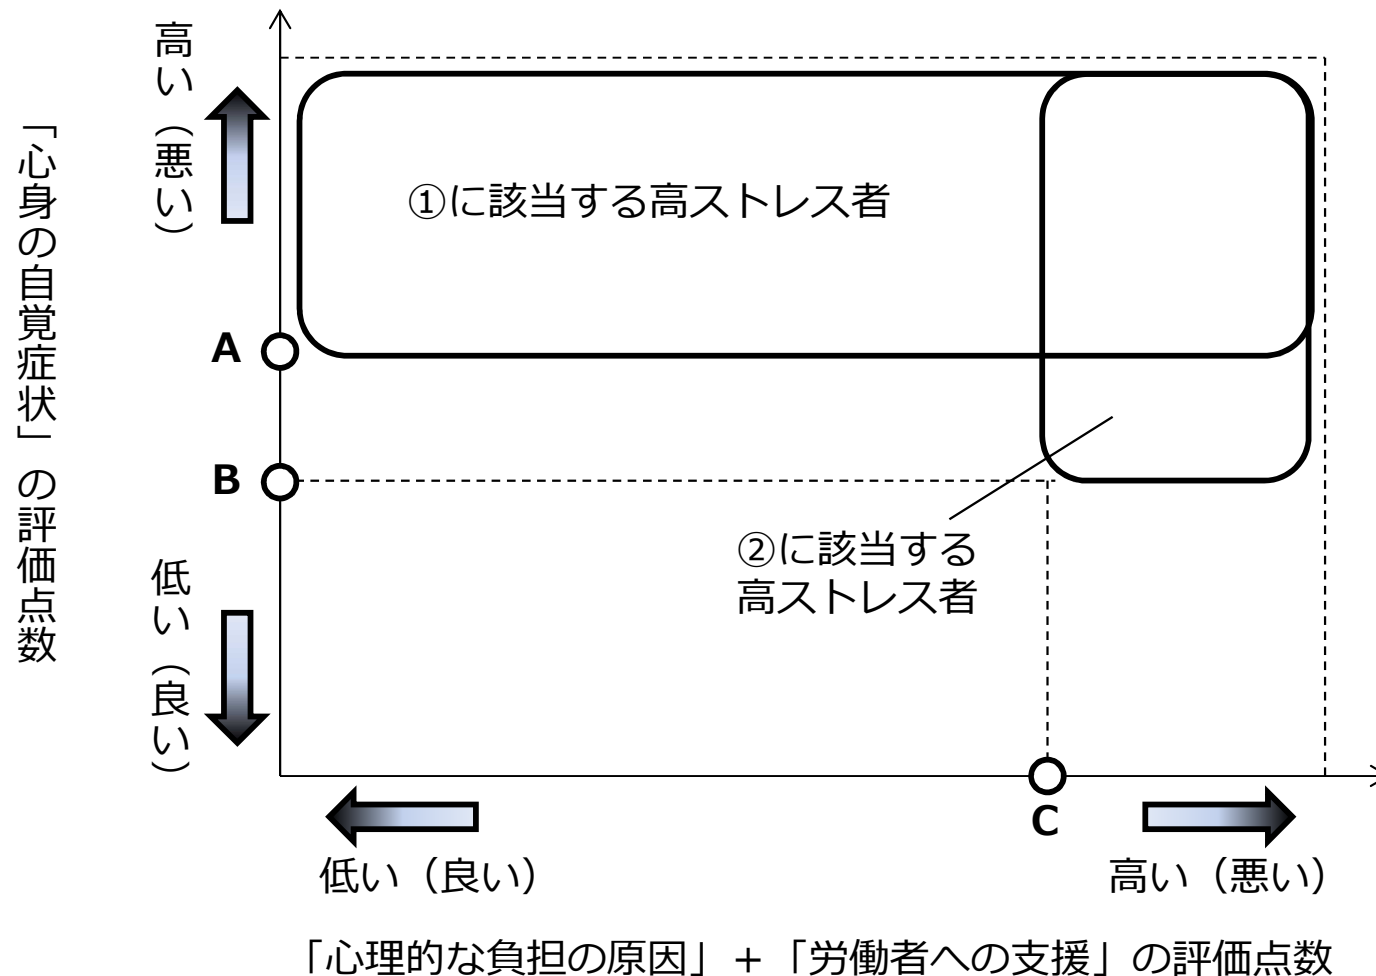 「心身の自覚症状」の評価点数
高い（悪い）
①に該当する高ストレス者
A
B
②に該当する
高ストレス者
低い（良い）
C
低い（良い）
高い（悪い）
「心理的な負担の原因」＋「労働者への支援」の評価点数